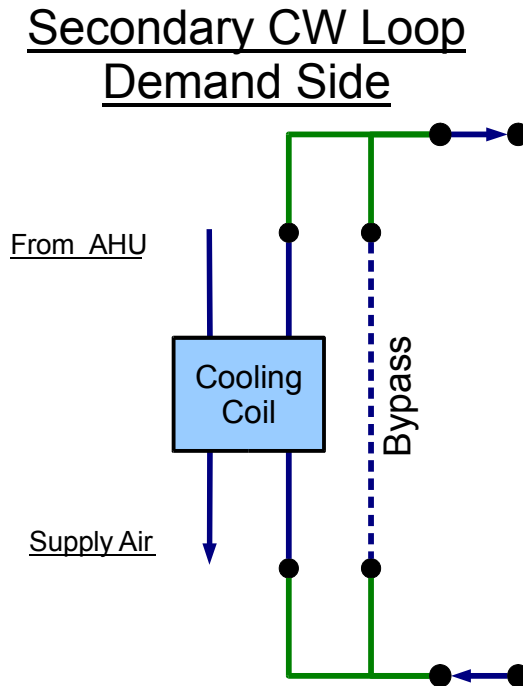 Secondary CW Loop
Demand Side
From AHU
Cooling
Coil
Bypass
Supply Air